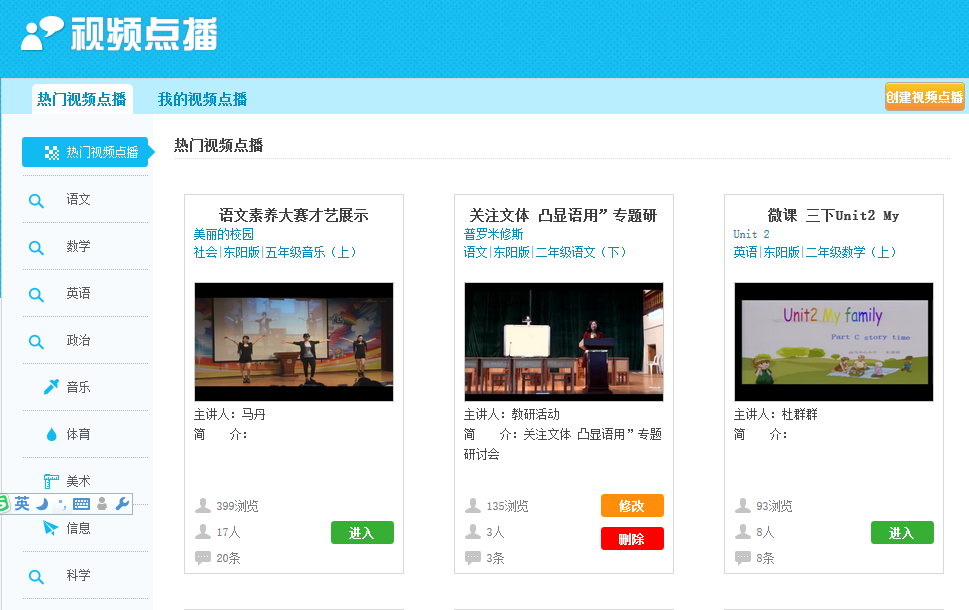 视频点播
热门视频点播 我的视频点播 创建视频点播
热门视频点播
语文
数学
英语
政治
音乐
体育
美术
英
信息
科学
热门视频点播
语文素养大赛才艺展示
美丽的校园
社会|东阳版|五年级音乐（上）
主讲人：马丹
简 介：
399浏览
17人
20条
进入
关注文体 凸显语用”专题研
普罗米修斯
语文|东阳版|二年级语文（下）
主讲人：教研活动
简 介：关注文体 凸显语用”专题
研讨会
135浏览
3人
3条
修改
删除
微课 三下Unit2 My
Unit 2
英语|东阳版|二年级数学（上）
Unit2 My family
Part C story time
主讲人：杜群群
简 介：
93浏览
8人
8条
进入